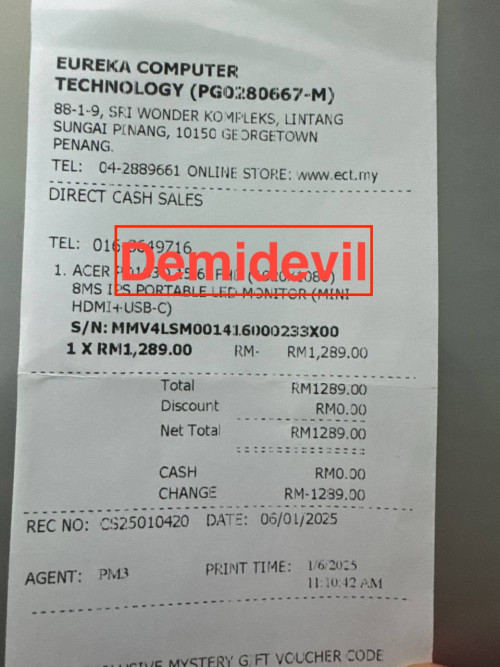 EUREKA COMPUTER
TECHNOLOGY (PG0280667-M)
88-1-9, SRI WONDER KOMPLEKS, LINTANG
SUNGAI PINANG, 10150 GEORGETOWN
PENANG.
TEL: 04-2889661 ONLINE STORE: www.ect.my
DIRECT CASH SALES
TEL:
Demidevil
1. ACER
8MS IPS PORTABLE LED MONITOR (MINI
HDMI+USB-C)
S/N: MMV4LSM001416000233X00
1 X RM1,289.00 RM- RM1,289.00
Total RM1289.00
Discount RM0.00
Net Total RM1289.00
CASH RM0.00
CHANGE RM-1289.00
REC NO: CS25010420 DATE: 06/01/2025
AGENT: PM3 PRINT TIME: 1/6/2025
11:10:42 AM
MYSTERY GIFT VOUCHER CODE